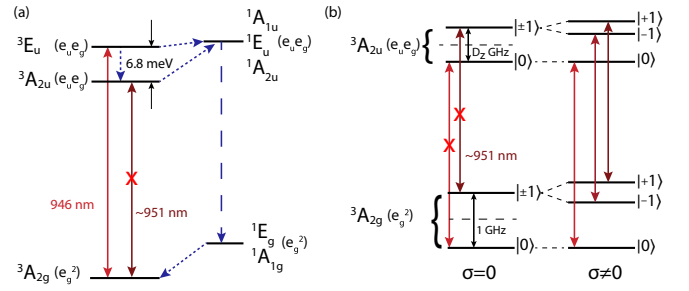 (a)
³Eᵤ (eᵤe_g)
6.8 meV
³A₂ᵤ (eᵤe_g)
X
946 nm
~951 nm
³A₂g (e_g²)
¹A₁ᵤ
¹Eᵤ (eᵤe_g)
¹A₂ᵤ
¹E_g (e_g²)
¹A₁g
(b)
³A₂ᵤ (eᵤe_g)
|±1⟩
D_z GHz
|0⟩
|+1⟩
|−1⟩
|0⟩
X
X
~951 nm
³A₂g (e_g²)
|±1⟩
1 GHz
|0⟩
|+1⟩
|−1⟩
|0⟩
σ=0
σ≠0